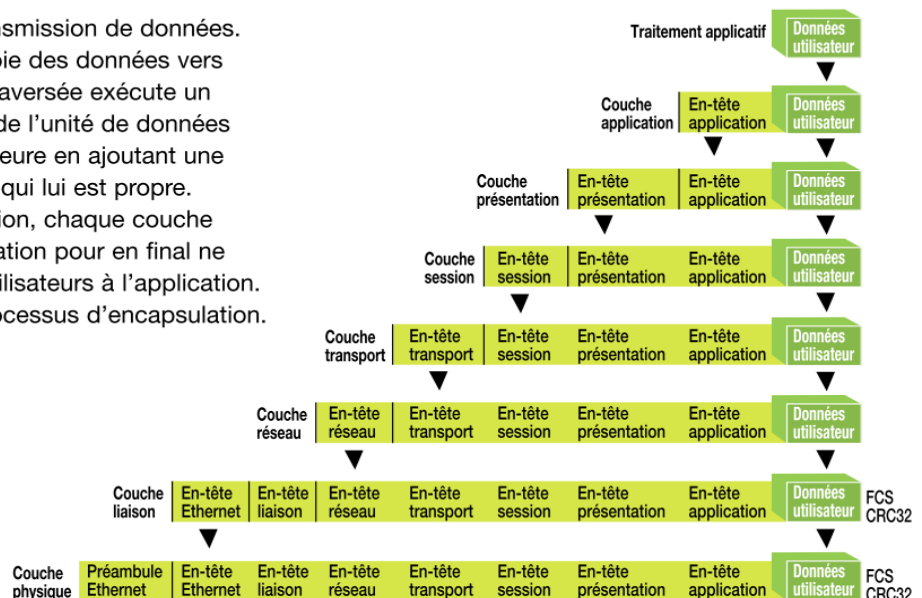 nsmission de données.
oie des données vers
aversée exécute un
de l'unité de données
eure en ajoutant une
qui lui est propre.
ion, chaque couche
ation pour en final ne
ilisateurs à l'application.
ocessus d'encapsulation.
Traitement applicatif Données
utilisateur
Couche En-tête Données
application application utilisateur
Couche En-tête En-tête Données
présentation présentation application utilisateur
Couche En-tête En-tête En-tête Données
session session présentation application utilisateur
Couche En-tête En-tête En-tête En-tête Données
transport transport session présentation application utilisateur
Couche En-tête En-tête En-tête En-tête En-tête Données
réseau réseau transport session présentation application utilisateur
Couche En-tête En-tête En-tête En-tête En-tête En-tête En-tête Données FCS
liaison Ethernet liaison réseau transport session présentation application utilisateur CRC32
Couche Préambule En-tête En-tête En-tête En-tête En-tête En-tête En-tête Données FCS
physique Ethernet Ethernet liaison réseau transport session présentation application utilisateur CRC32